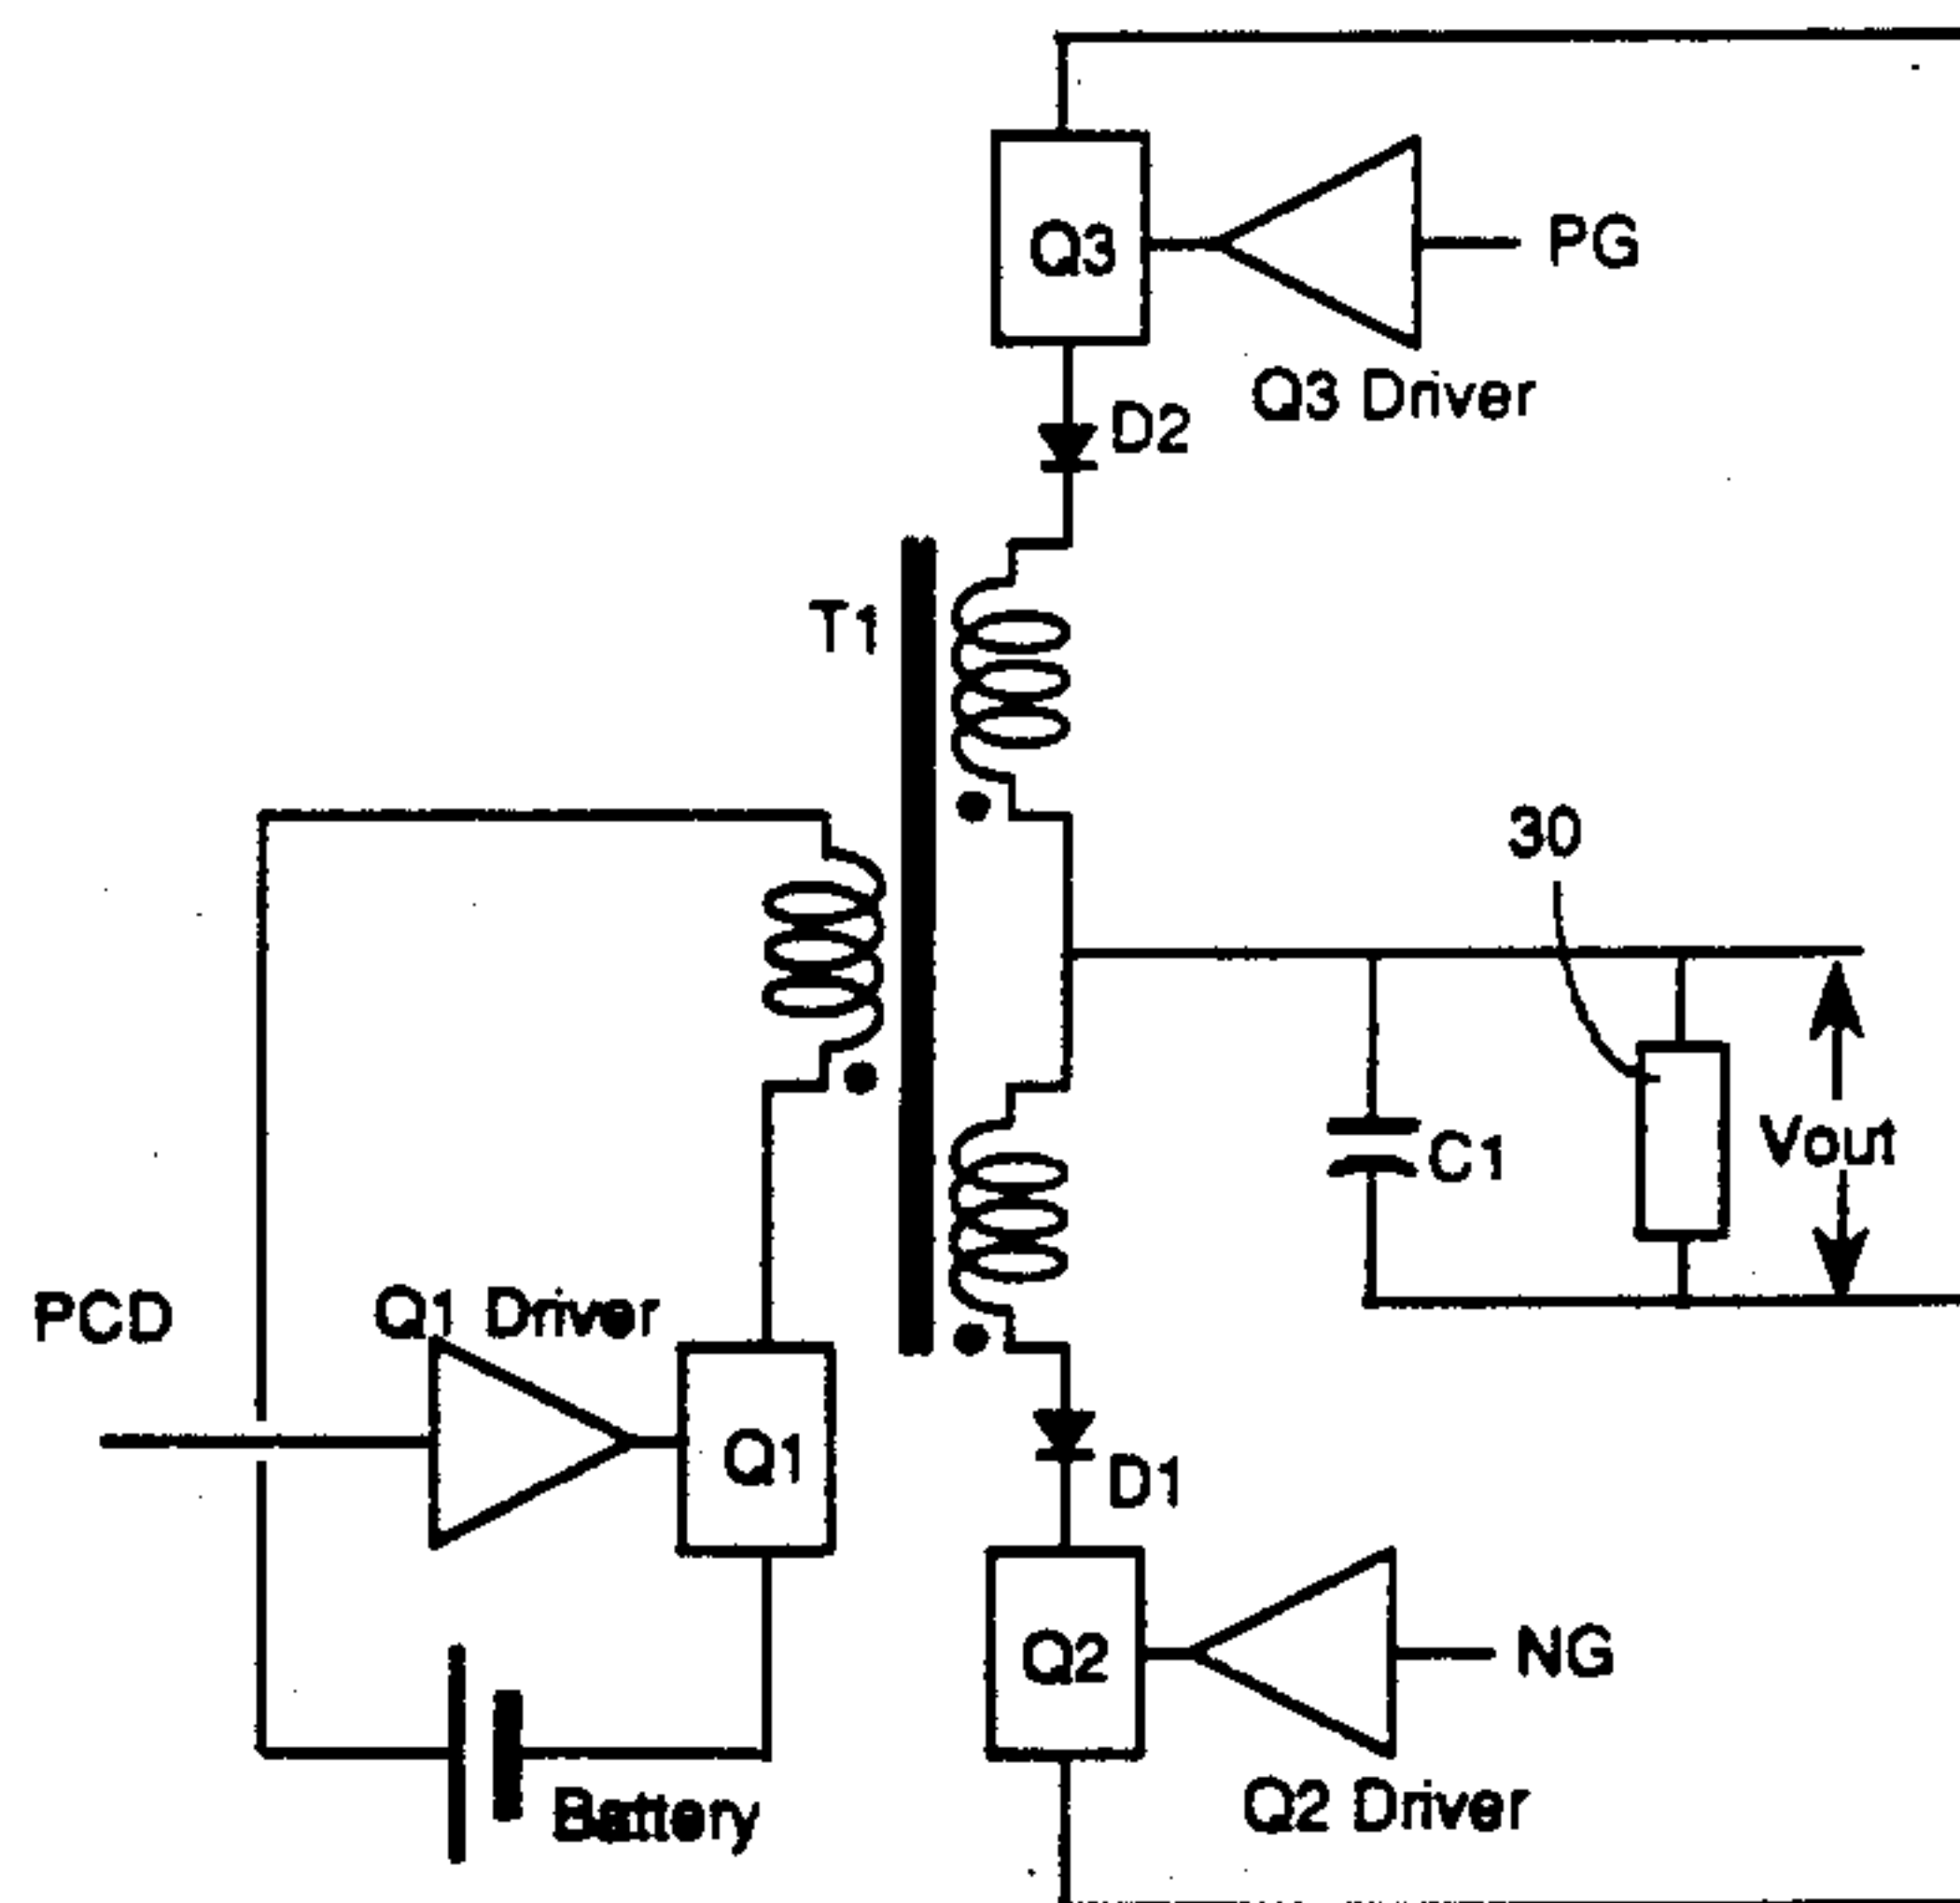 Q3
PG
Q3 Driver
D2
T1
30
C1
Vout
PCD
Q1 Driver
Q1
D1
Q2
NG
Battery
Q2 Driver